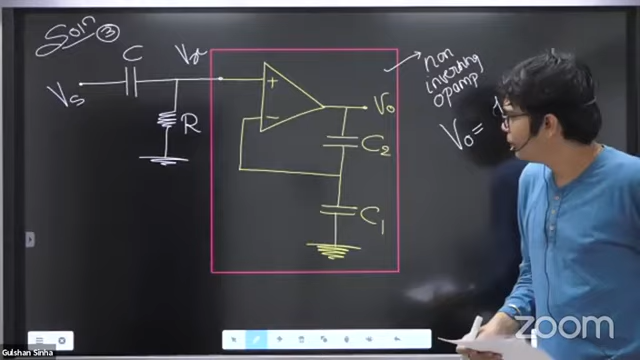 Soln ③
C
Vx
Vs
R
+
−
Vo
C2
C1
non
inverting
opamp
Vo=
zoom
Gulshan Sinha